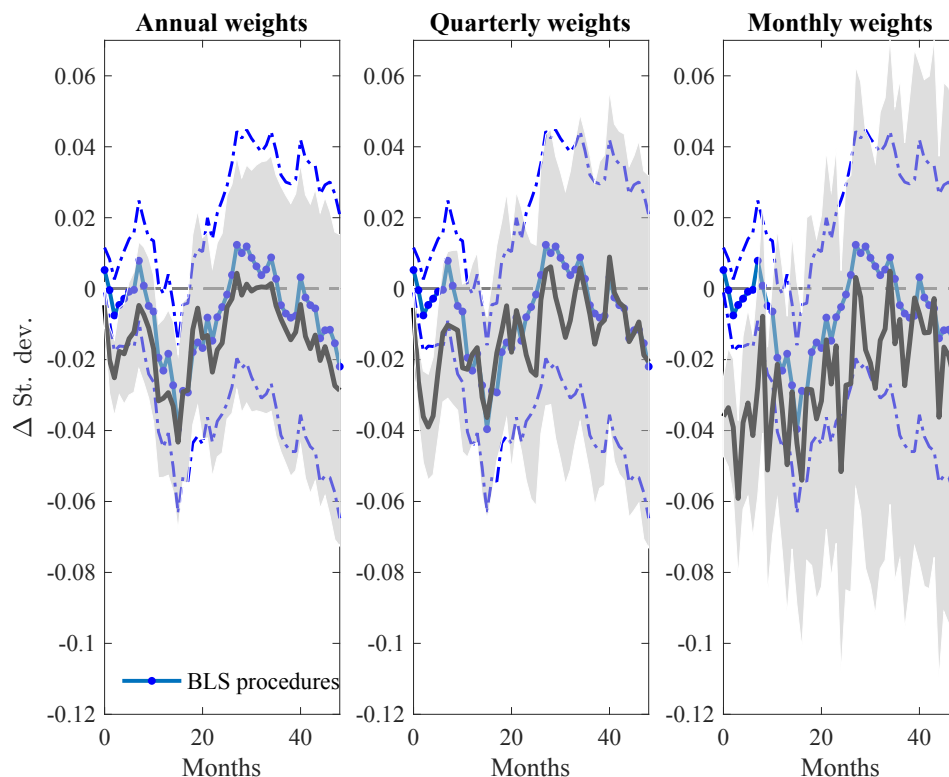 Annual weights
Quarterly weights
Monthly weights
0.06
0.04
0.02
0
-0.02
-0.04
-0.06
-0.08
-0.1
-0.12
0.06
0.04
0.02
0
-0.02
-0.04
-0.06
-0.08
-0.1
-0.12
0.06
0.04
0.02
0
-0.02
-0.04
-0.06
-0.08
-0.1
-0.12
Δ St. dev.
BLS procedures
0 20 40
0 20 40
0 20 40
Months
Months
Months